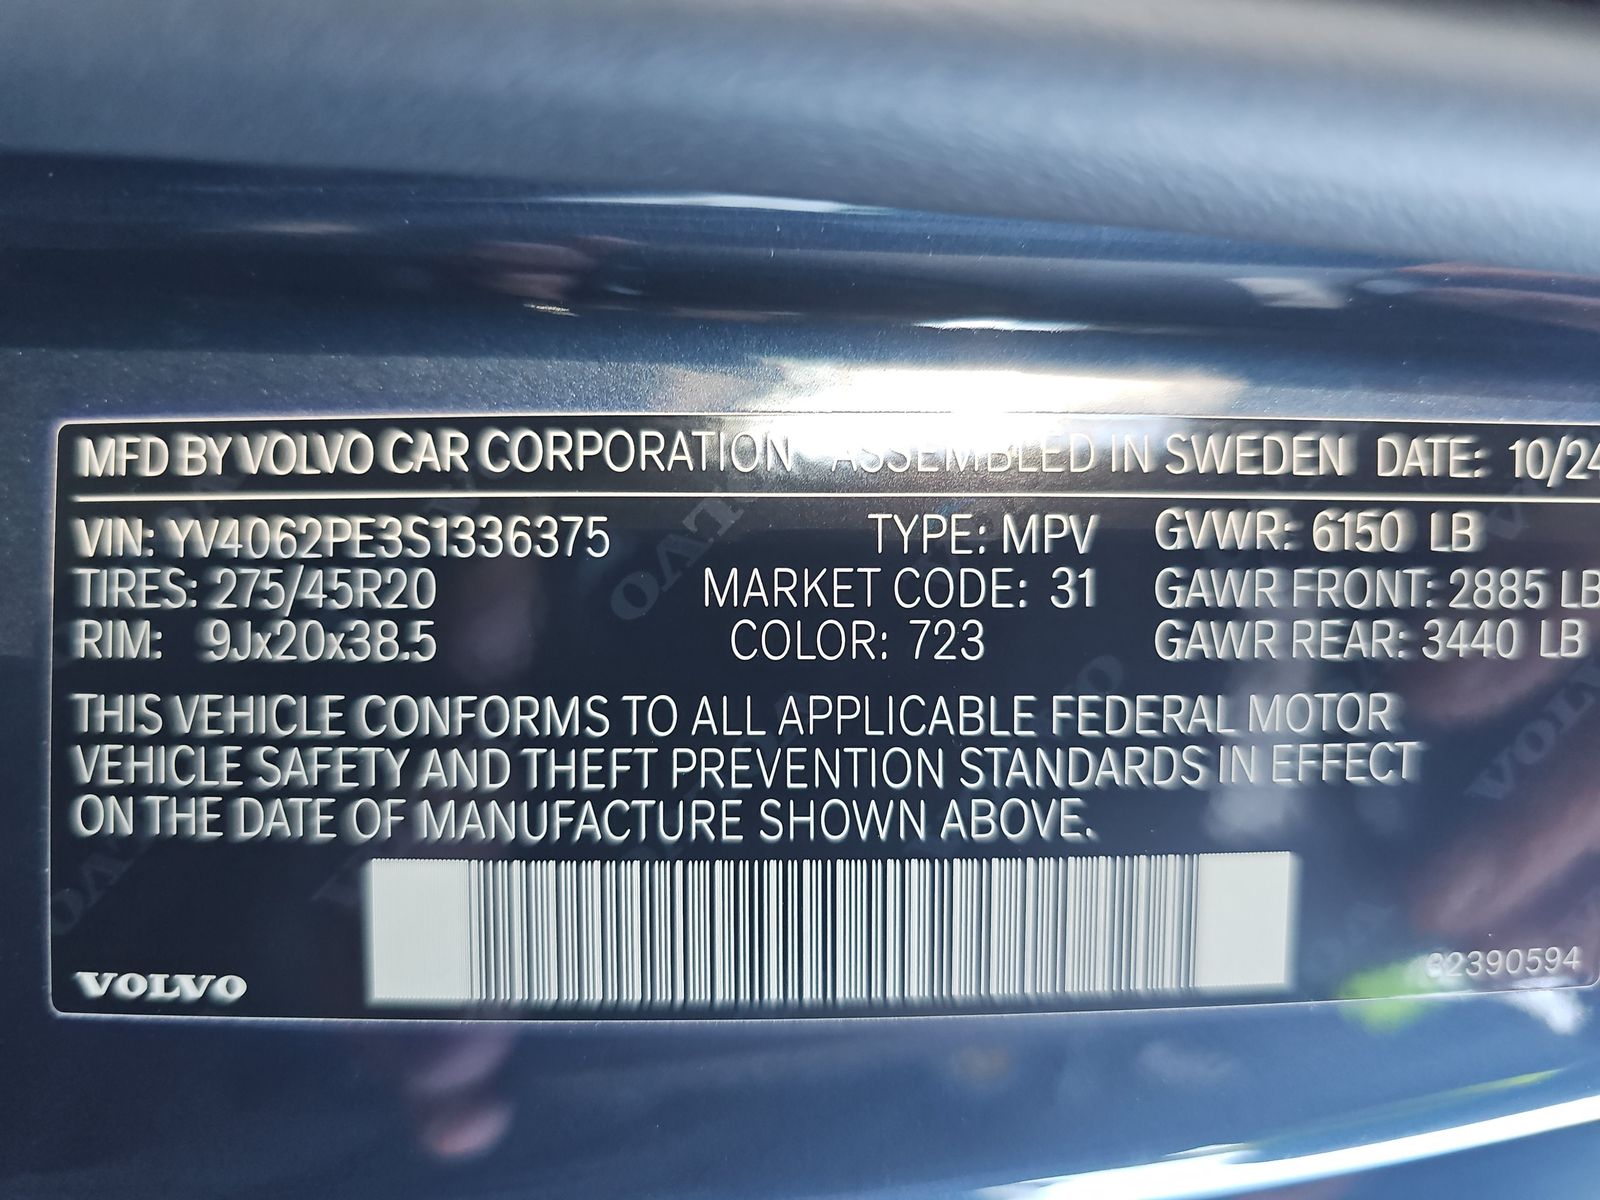 MFD BY VOLVO CAR CORPORATION ASSEMBLED IN SWEDEN DATE: 10/24
VIN: YV4062PE3S1336375 TYPE: MPV GVWR: 6150 LB
TIRES: 275/45R20 MARKET CODE: 31 GAWR FRONT: 2885 LB
RIM: 9Jx20x38.5 COLOR: 723 GAWR REAR: 3440 LB
THIS VEHICLE CONFORMS TO ALL APPLICABLE FEDERAL MOTOR
VEHICLE SAFETY AND THEFT PREVENTION STANDARDS IN EFFECT
ON THE DATE OF MANUFACTURE SHOWN ABOVE.
VOLVO 32390594